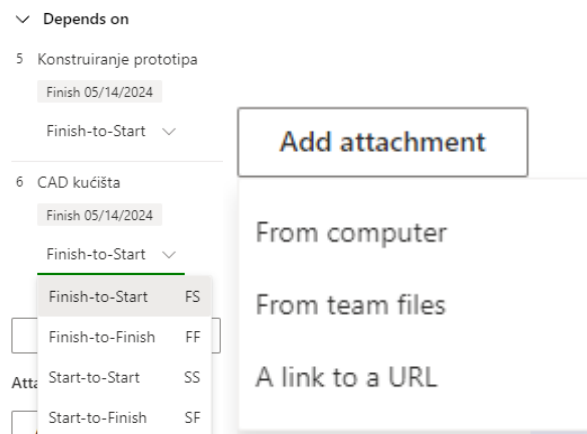 Depends on
5 Konstruiranje prototipa
Finish 05/14/2024
Finish-to-Start
6 CAD kućišta
Finish 05/14/2024
Finish-to-Start
Finish-to-Start FS
Finish-to-Finish FF
Start-to-Start SS
Start-to-Finish SF
Add attachment
From computer
From team files
A link to a URL